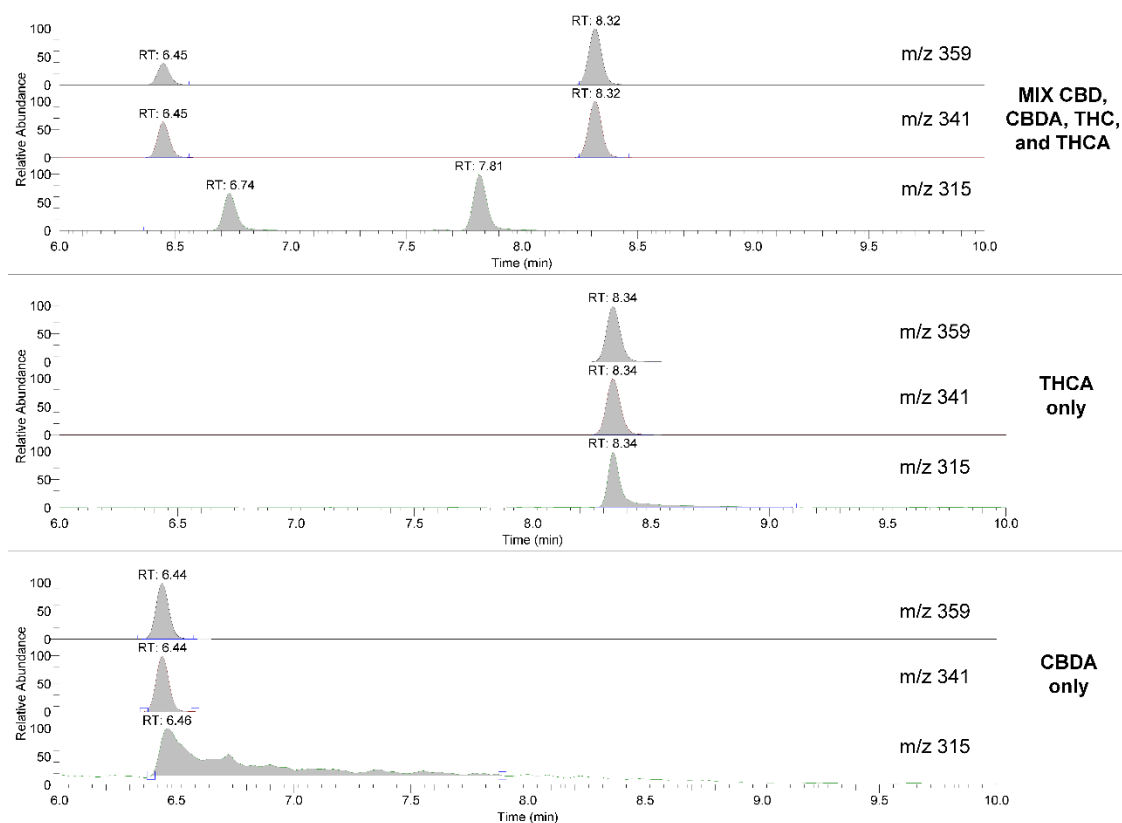 RT: 8.32
100
RT: 6.45
m/z 359
50
0
RT: 8.32
100
RT: 6.45
m/z 341
50
0
RT: 7.81
100
RT: 6.74
m/z 315
50
0
Relative Abundance
6.0 6.5 7.0 7.5 8.0 8.5 9.0 9.5 10.0
Time (min)
MIX CBD,
CBDA, THC,
and THCA
RT: 8.34
100
m/z 359
50
0
RT: 8.34
100
m/z 341
50
0
RT: 8.34
100
m/z 315
50
0
Relative Abundance
6.0 6.5 7.0 7.5 8.0 8.5 9.0 9.5 10.0
Time (min)
THCA
only
RT: 6.44
100
m/z 359
50
0
RT: 6.44
100
m/z 341
50
0
RT: 6.46
100
m/z 315
50
0
Relative Abundance
6.0 6.5 7.0 7.5 8.0 8.5 9.0 9.5 10.0
Time (min)
CBDA
only